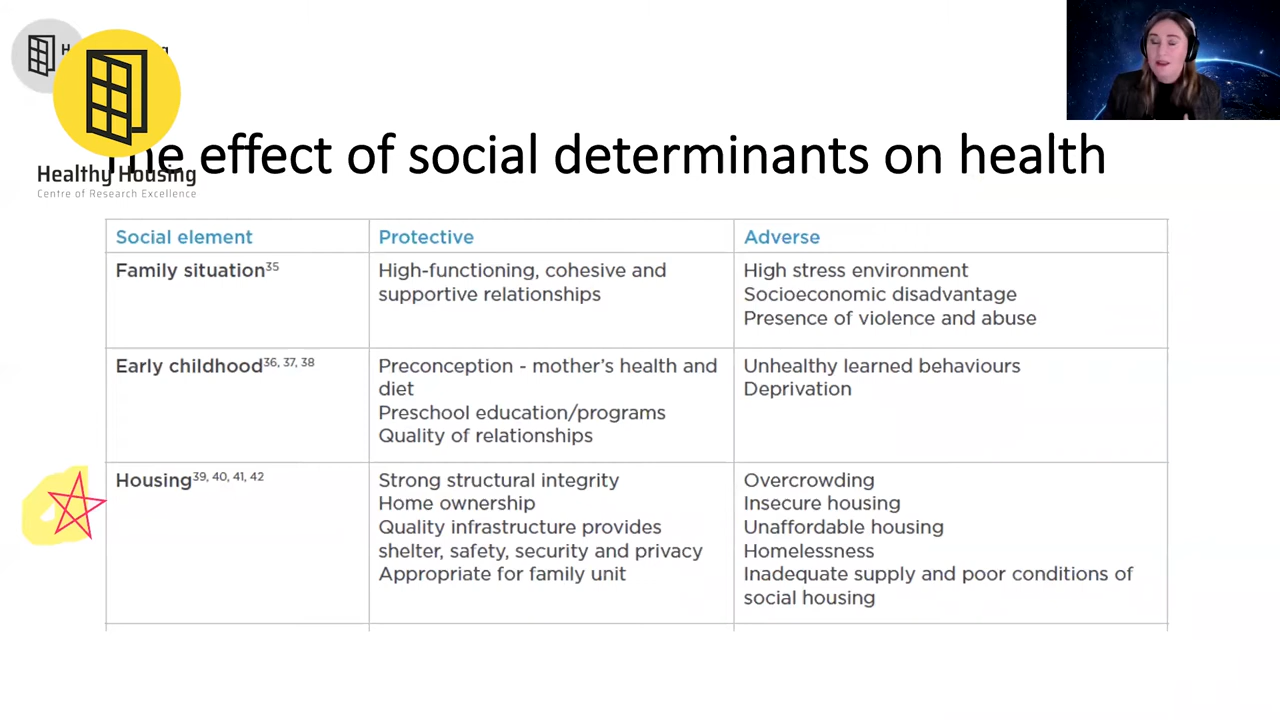 Healthy Housing
Centre of Research Excellence
The effect of social determinants on health
Social element Protective Adverse
Family situation35
High-functioning, cohesive and
supportive relationships
High stress environment
Socioeconomic disadvantage
Presence of violence and abuse
Early childhood36, 37, 38
Preconception - mother's health and
diet
Preschool education/programs
Quality of relationships
Unhealthy learned behaviours
Deprivation
Housing39, 40, 41, 42
Strong structural integrity
Home ownership
Quality infrastructure provides
shelter, safety, security and privacy
Appropriate for family unit
Overcrowding
Insecure housing
Unaffordable housing
Homelessness
Inadequate supply and poor conditions of
social housing